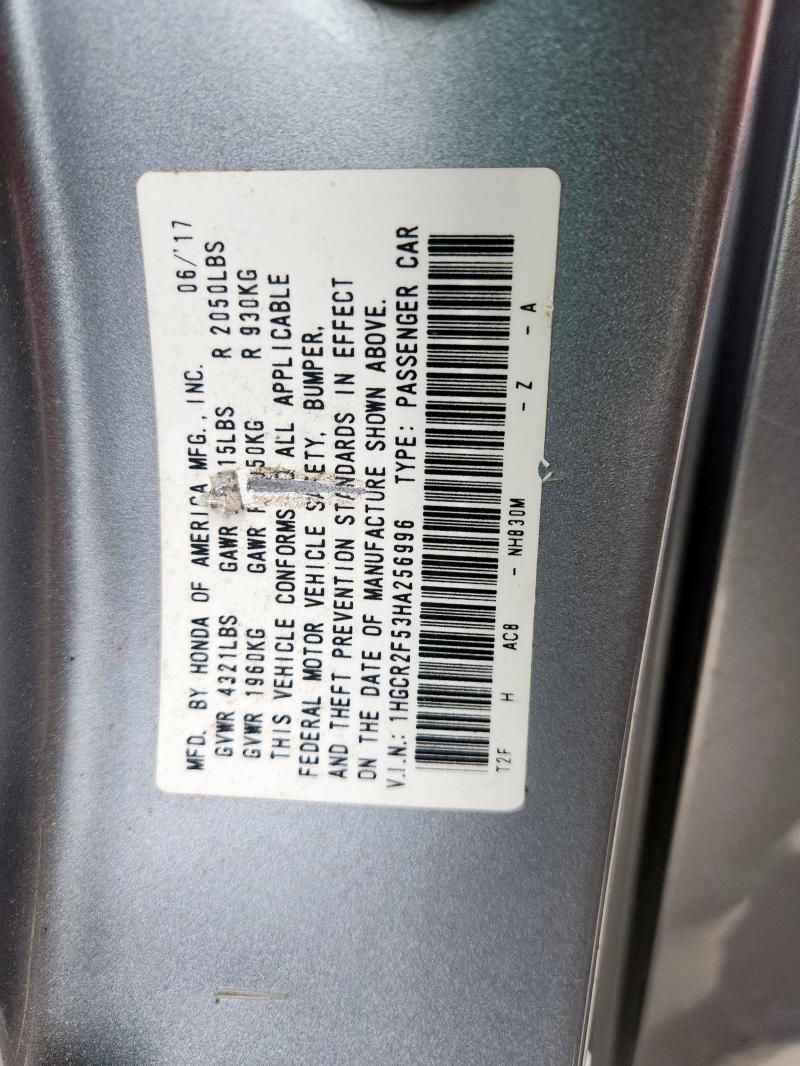 MFD. BY HONDA OF AMERICA MFG., INC. 06/'17
GVWR 4321LBS GAWR 15LBS R 2050LBS
GVWR 1960KG GAWR 50KG R 930KG
THIS VEHICLE CONFORMS ALL APPLICABLE
FEDERAL MOTOR VEHICLE SAFETY, BUMPER,
AND THEFT PREVENTION STANDARDS IN EFFECT
ON THE DATE OF MANUFACTURE SHOWN ABOVE.
V.I.N.: 1HGCR2F53HA256996 TYPE: PASSENGER CAR
T2F H AC8 - NH830M - Z - A